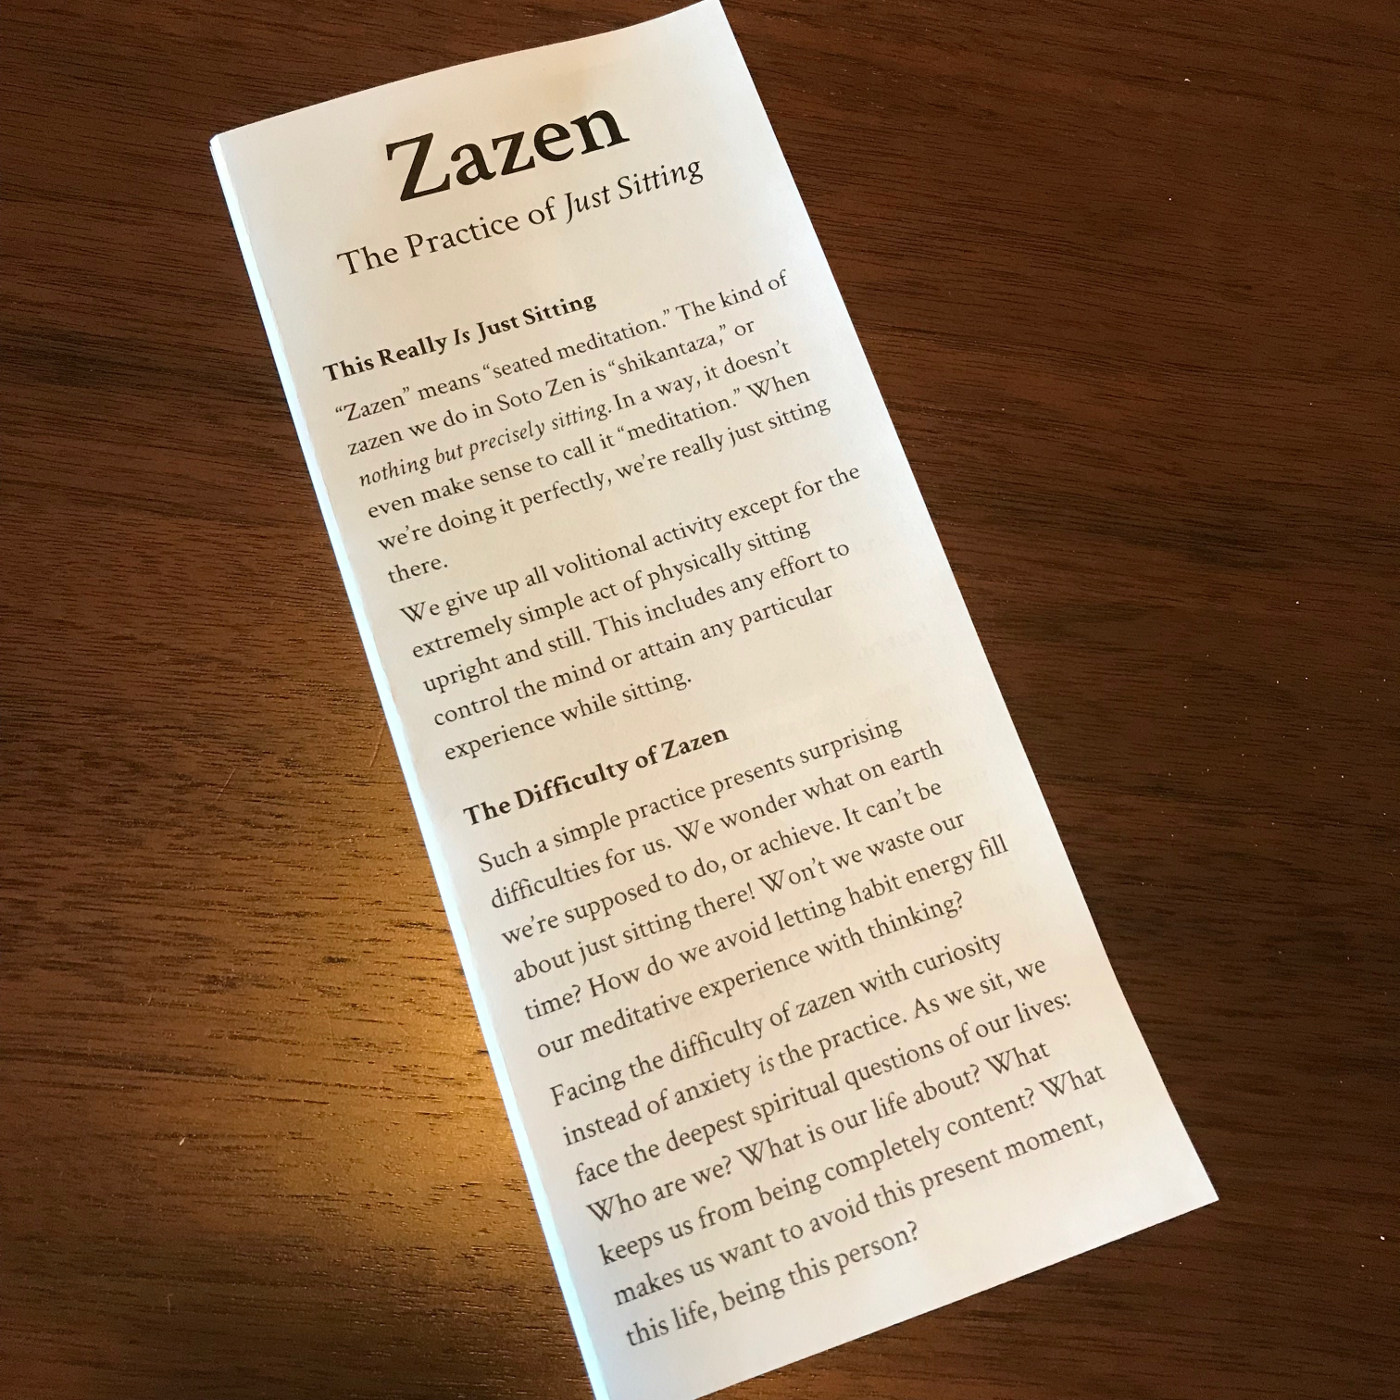 Zazen
The Practice of Just Sitting
This Really Is Just Sitting
“Zazen” means “seated meditation.” The kind of
zazen we do in Soto Zen is “shikantaza,” or
nothing but precisely sitting. In a way, it doesn’t
even make sense to call it “meditation.” When
we’re doing it perfectly, we’re really just sitting
there.
We give up all volitional activity except for the
extremely simple act of physically sitting
upright and still. This includes any effort to
control the mind or attain any particular
experience while sitting.
The Difficulty of Zazen
Such a simple practice presents surprising
difficulties for us. We wonder what on earth
we’re supposed to do, or achieve. It can’t be
about just sitting there! Won’t we waste our
time? How do we avoid letting habit energy fill
our meditative experience with thinking?
Facing the difficulty of zazen with curiosity
instead of anxiety is the practice. As we sit, we
face the deepest spiritual questions of our lives:
Who are we? What is our life about? What
keeps us from being completely content? What
makes us want to avoid this present moment,
this life, being this person?